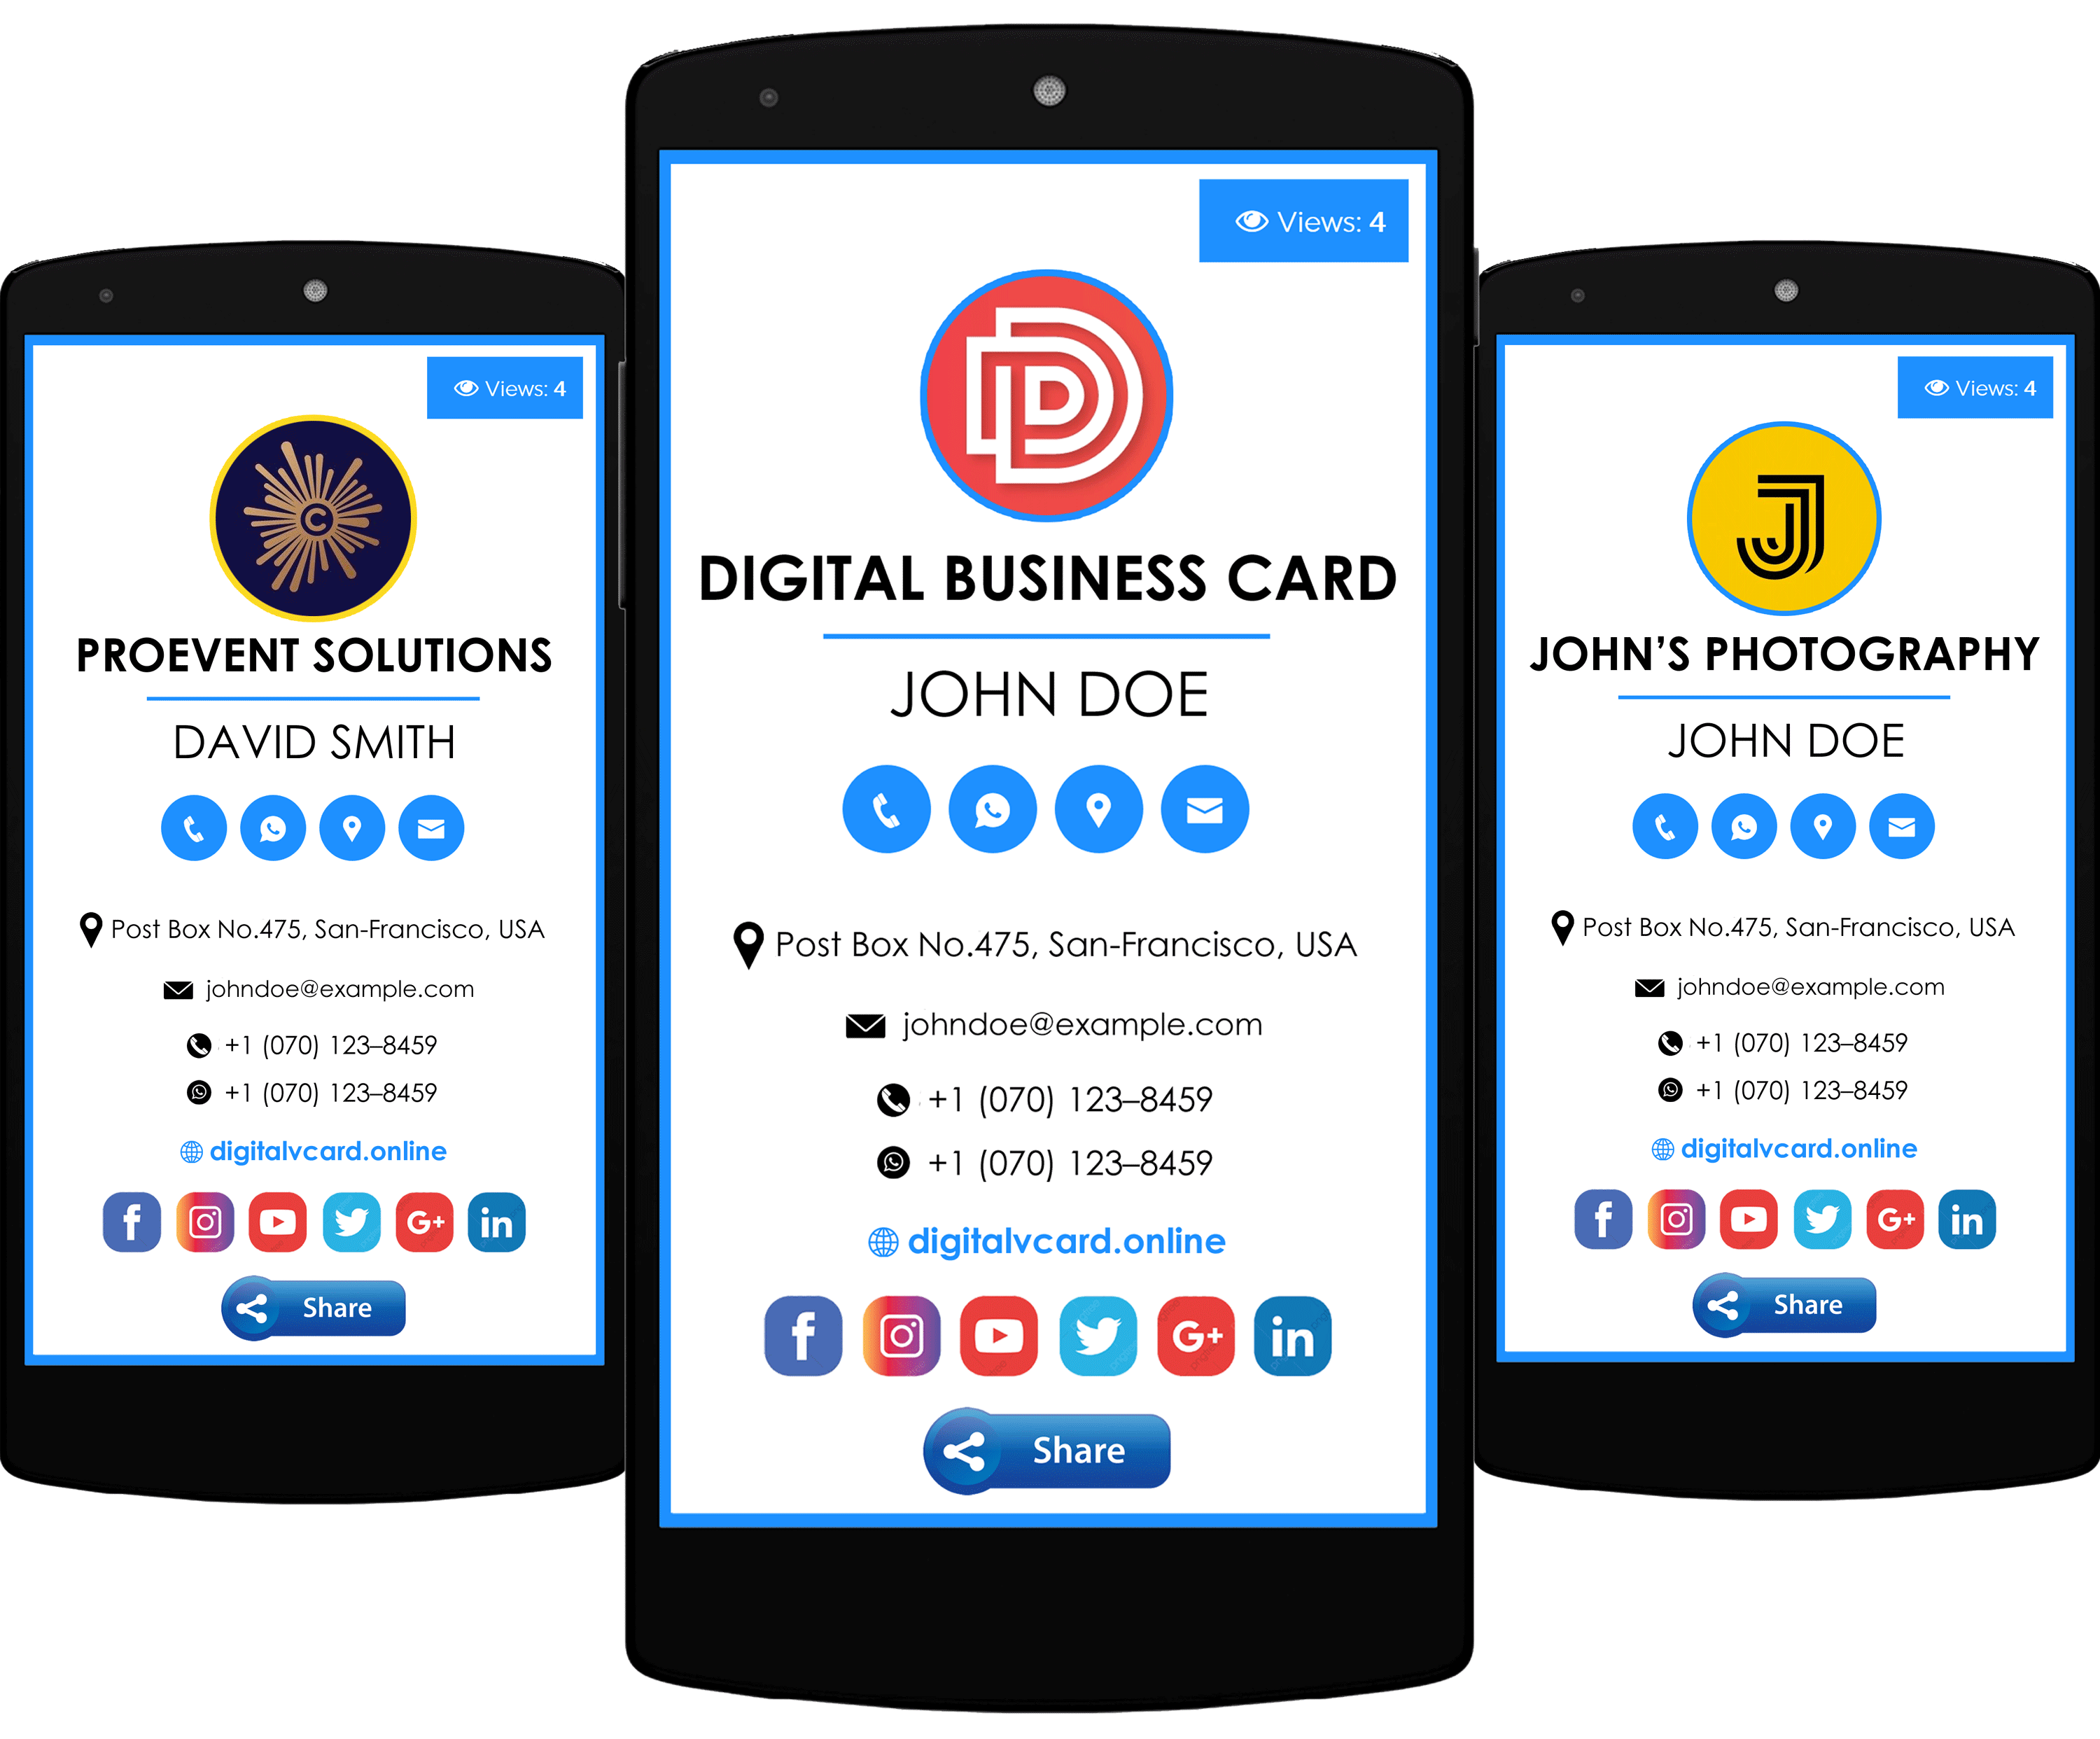 Views: 4
PROEVENT SOLUTIONS
DAVID SMITH
Post Box No.475, San-Francisco, USA
johndoe@example.com
+1 (070) 123–8459
+1 (070) 123–8459
digitalvcard.online
f
G+
in
Share
Views: 4
DIGITAL BUSINESS CARD
JOHN DOE
Post Box No.475, San-Francisco, USA
johndoe@example.com
+1 (070) 123–8459
+1 (070) 123–8459
digitalvcard.online
f
G+
in
Share
Views: 4
JOHN’S PHOTOGRAPHY
JOHN DOE
Post Box No.475, San-Francisco, USA
johndoe@example.com
+1 (070) 123–8459
+1 (070) 123–8459
digitalvcard.online
f
G+
in
Share